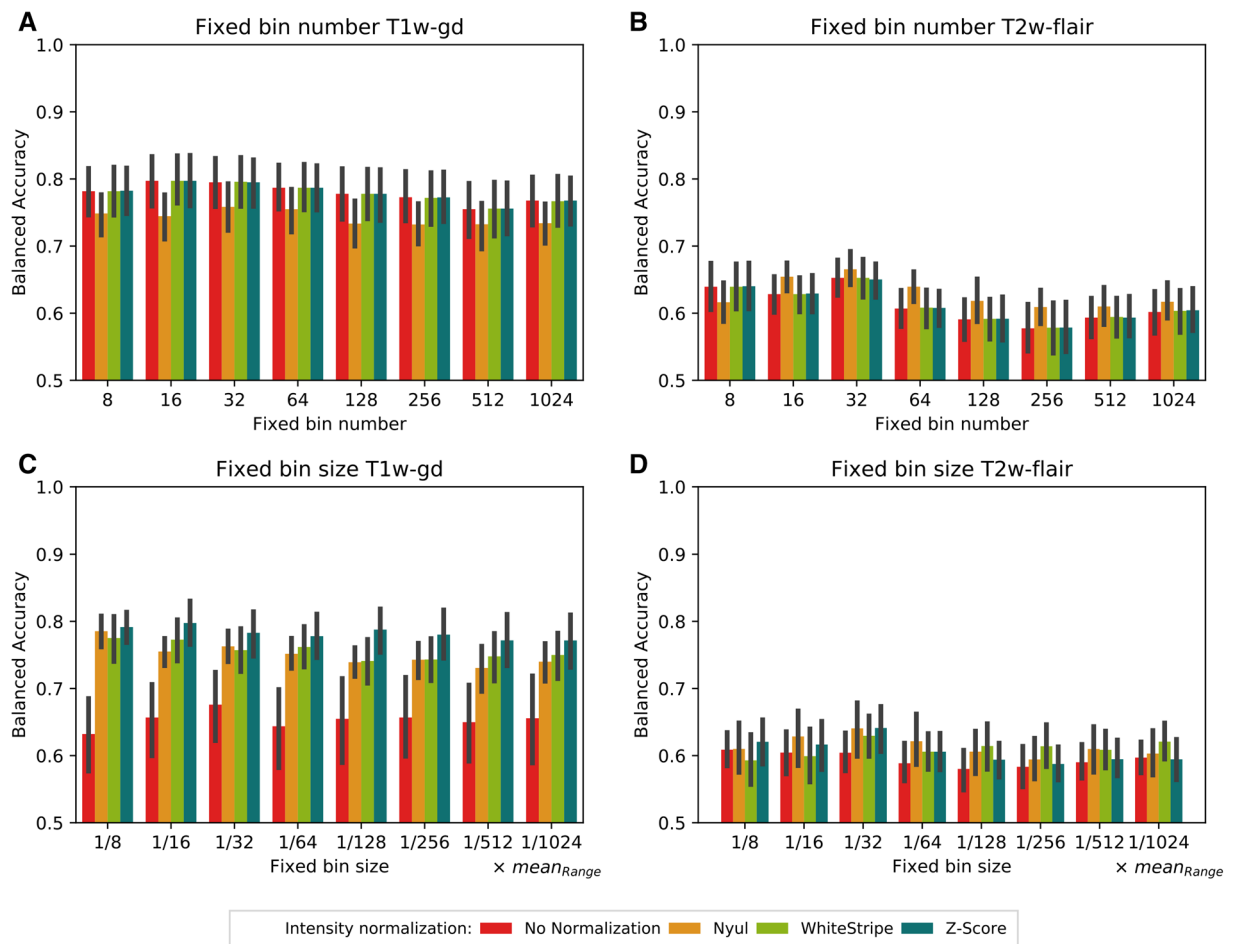 A
Fixed bin number T1w-gd
1.0
0.9
0.8
0.7
0.6
0.5
Balanced Accuracy
8 16 32 64 128 256 512 1024
Fixed bin number
B
Fixed bin number T2w-flair
1.0
0.9
0.8
0.7
0.6
0.5
Balanced Accuracy
8 16 32 64 128 256 512 1024
Fixed bin number
C
Fixed bin size T1w-gd
1.0
0.9
0.8
0.7
0.6
0.5
Balanced Accuracy
1/8 1/16 1/32 1/64 1/128 1/256 1/512 1/1024
Fixed bin size × mean_Range
D
Fixed bin size T2w-flair
1.0
0.9
0.8
0.7
0.6
0.5
Balanced Accuracy
1/8 1/16 1/32 1/64 1/128 1/256 1/512 1/1024
Fixed bin size × mean_Range
Intensity normalization: No Normalization Nyul WhiteStripe Z-Score